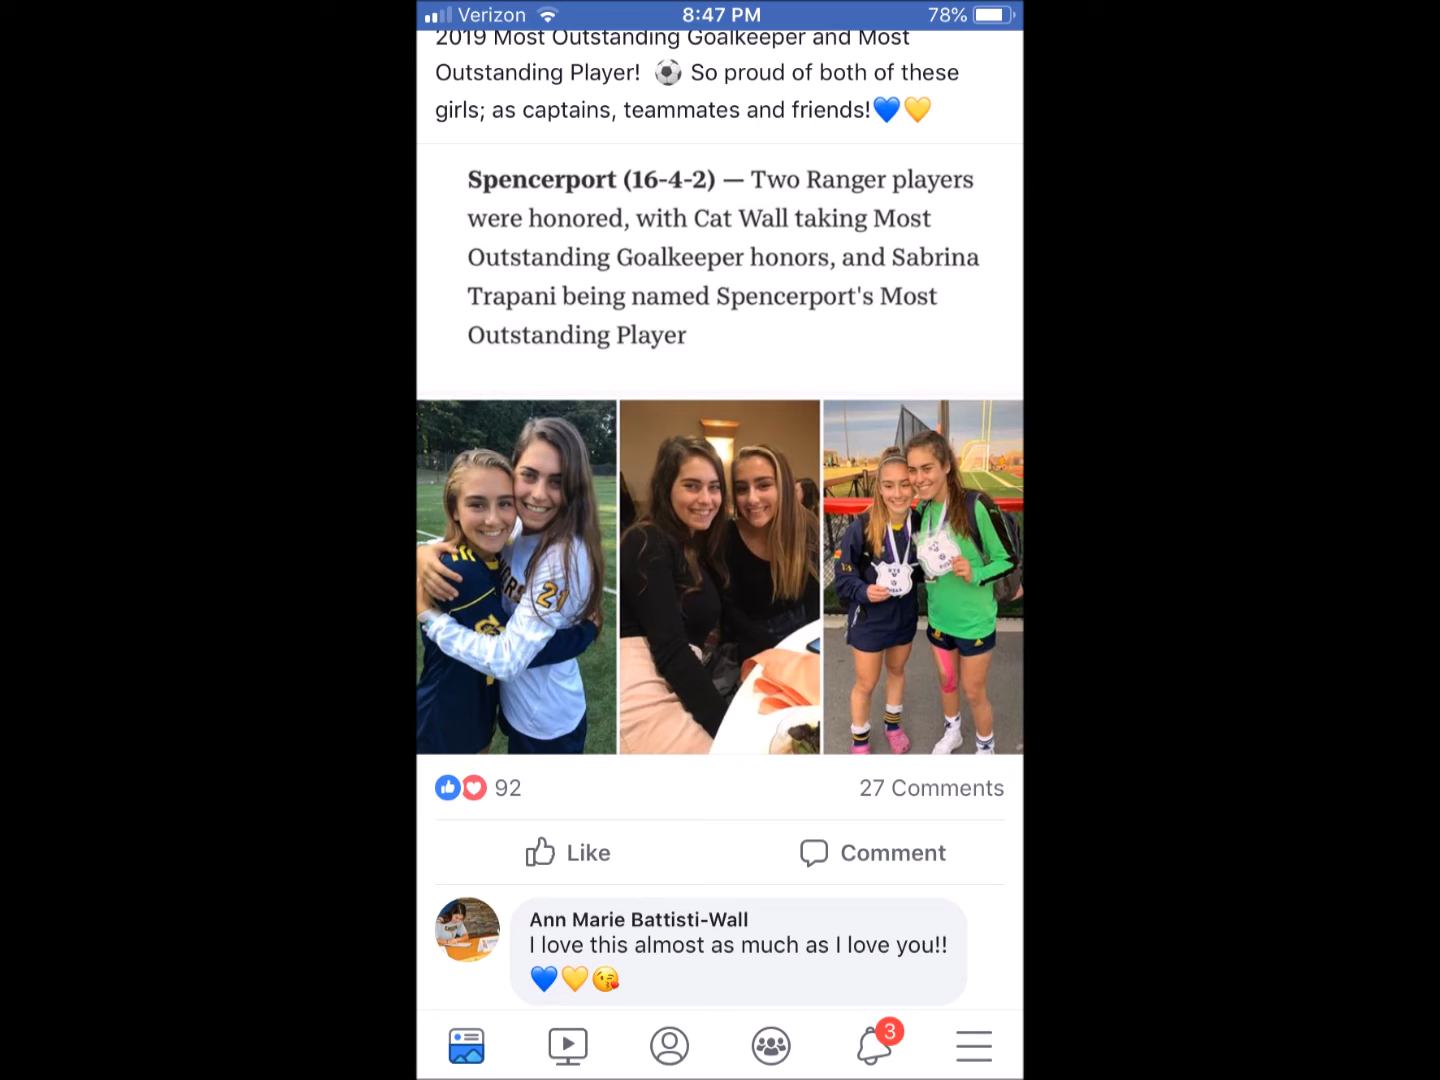 Verizon 8:47 PM 78%
2019 Most Outstanding Goalkeeper and Most
Outstanding Player! ⚽ So proud of both of these
girls; as captains, teammates and friends!💙💛
Spencerport (16-4-2) — Two Ranger players
were honored, with Cat Wall taking Most
Outstanding Goalkeeper honors, and Sabrina
Trapani being named Spencerport's Most
Outstanding Player
21
92 27 Comments
Like Comment
Ann Marie Battisti-Wall
I love this almost as much as I love you!!
💙💛😘
3